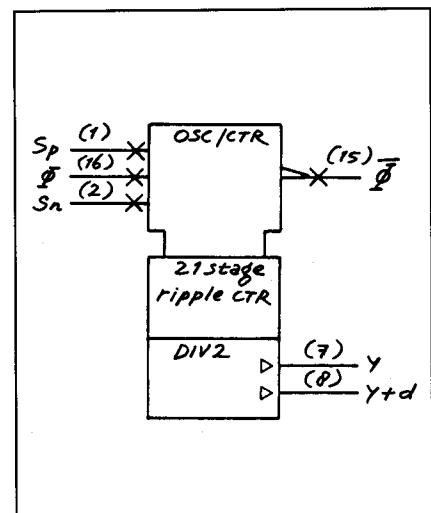 OSC/CTR
(1)
Sp
(16)
Φ
(2)
Sn
(15)
Φ̅
21 stage
ripple CTR
DIV2
(7)
Y
(8)
Y+d